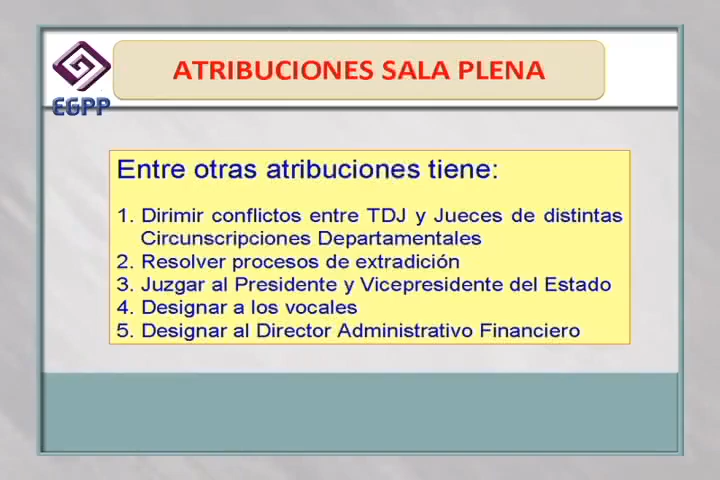 ATRIBUCIONES SALA PLENA
EGPP
Entre otras atribuciones tiene:
1. Dirimir conflictos entre TDJ y Jueces de distintas
Circunscripciones Departamentales
2. Resolver procesos de extradición
3. Juzgar al Presidente y Vicepresidente del Estado
4. Designar a los vocales
5. Designar al Director Administrativo Financiero